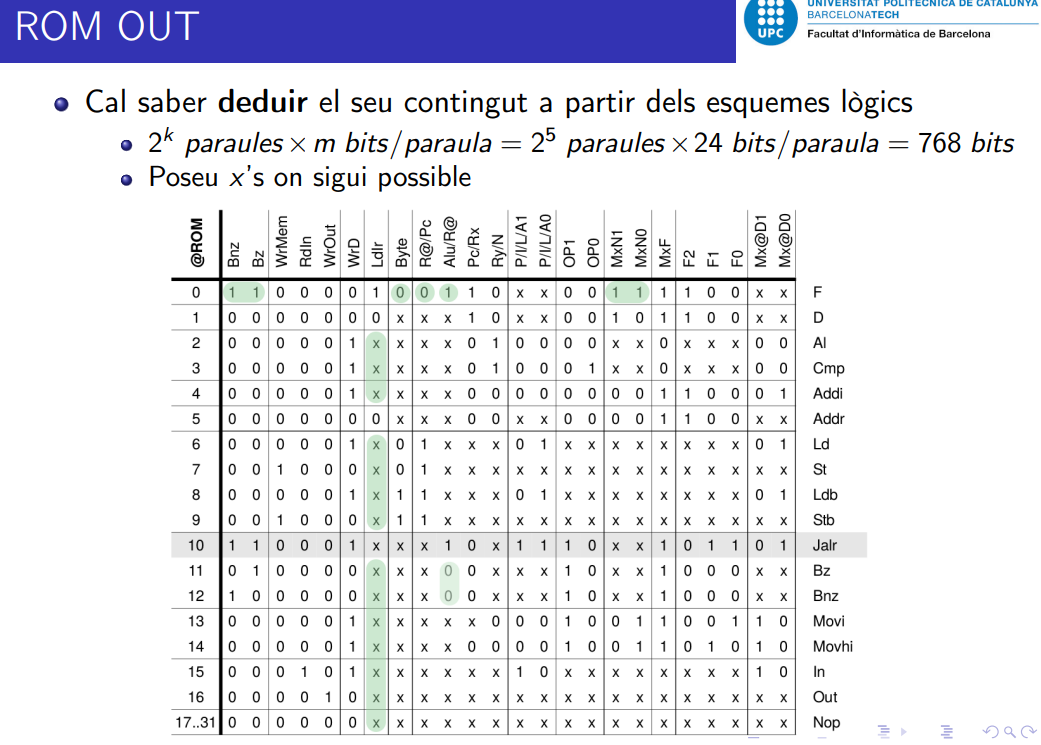 ROM OUT
UNIVERSITAT POLITÈCNICA DE CATALUNYA
BARCELONATECH
UPC
Facultat d'Informàtica de Barcelona
Cal saber deduir el seu contingut a partir dels esquemes lògics
2^k paraules × m bits/paraula = 2^5 paraules × 24 bits/paraula = 768 bits
Poseu x's on sigui possible
@ROM Bnz Bz WrMem RdIn WrOut WrD LdIr Byte R@/Pc Alu/R@ Pc/Rx Ry/N P/I/L/A1 P/I/L/A0 OP1 OP0 MxN1 MxN0 MxF F2 F1 F0 Mx@D1 Mx@D0
0 1 1 0 0 0 0 1 0 0 1 1 0 x x 0 0 1 1 1 1 0 0 x x F
1 0 0 0 0 0 0 0 x x x 1 0 x x 0 0 1 0 1 1 0 0 x x D
2 0 0 0 0 0 1 x x x x 0 1 0 0 0 0 x x 0 x x x 0 0 Al
3 0 0 0 0 0 1 x x x x 0 1 0 0 0 1 x x 0 x x x 0 0 Cmp
4 0 0 0 0 0 1 x x x x 0 0 0 0 0 0 0 0 1 1 0 0 0 1 Addi
5 0 0 0 0 0 0 0 x x x 0 0 x x 0 0 0 0 1 1 0 0 x x Addr
6 0 0 0 0 0 1 x 0 1 x x x 0 1 x x x x x x x x 0 1 Ld
7 0 0 1 0 0 0 x 0 1 x x x x x x x x x x x x x x x St
8 0 0 0 0 0 1 x 1 1 x x x 0 1 x x x x x x x x 0 1 Ldb
9 0 0 1 0 0 0 x 1 1 x x x x x x x x x x x x x x x Stb
10 1 1 0 0 0 1 x x x 1 0 x 1 1 1 0 x x 1 0 1 1 0 1 Jalr
11 0 1 0 0 0 0 x x x 0 0 x x x 1 0 x x 1 0 0 0 x x Bz
12 1 0 0 0 0 0 x x x 0 0 x x x 1 0 x x 1 0 0 0 x x Bnz
13 0 0 0 0 0 1 x x x x x 0 0 0 1 0 0 1 1 0 0 1 1 0 Movi
14 0 0 0 0 0 1 x x x x 0 0 0 0 1 0 0 1 1 0 1 0 1 0 Movhi
15 0 0 0 1 0 1 x x x x x x 1 0 x x x x x x x x 1 0 In
16 0 0 0 0 1 0 x x x x x x x x x x x x x x x x x x Out
17..31 0 0 0 0 0 0 x x x x x x x x x x x x x x x x x x Nop